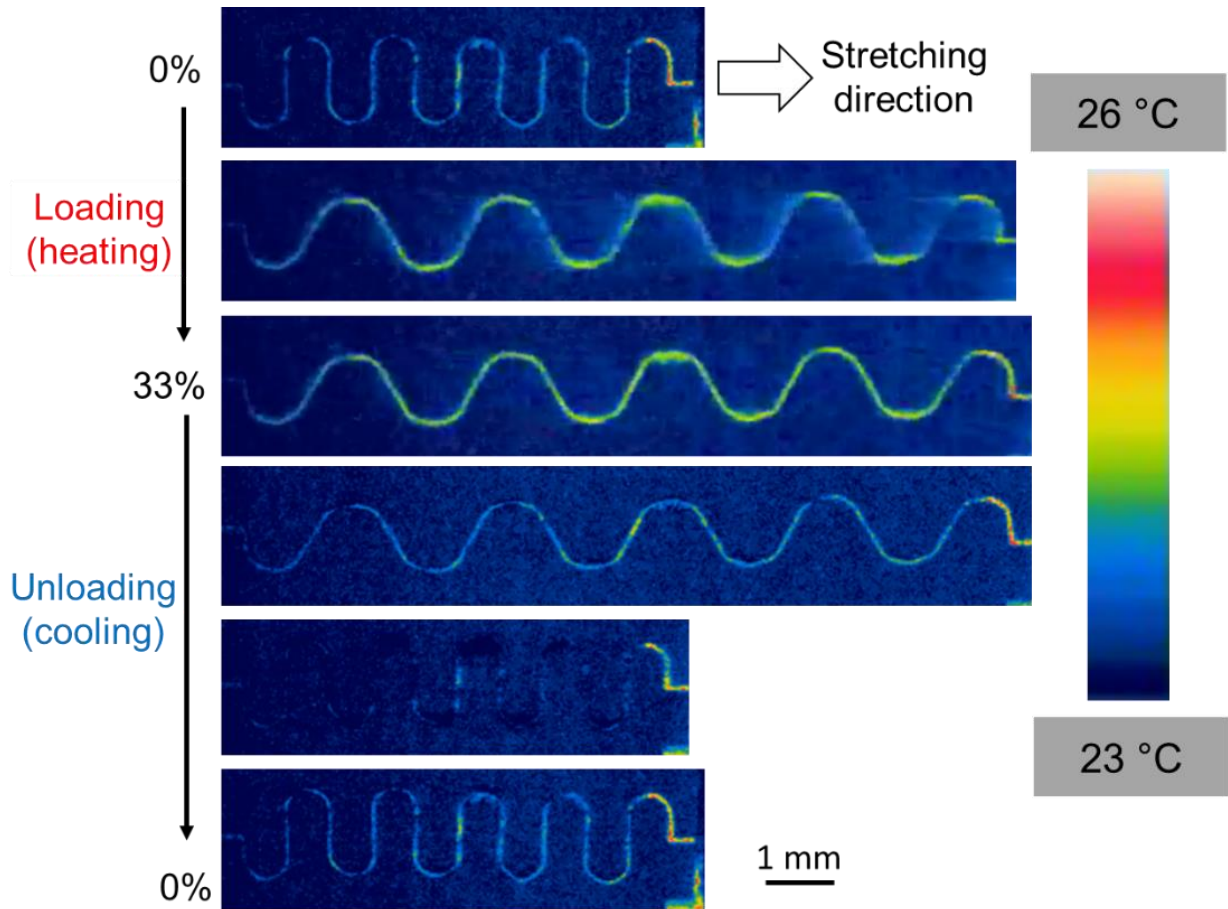 0%
Stretching
direction
26 °C
Loading
(heating)
33%
Unloading
(cooling)
23 °C
1 mm
0%